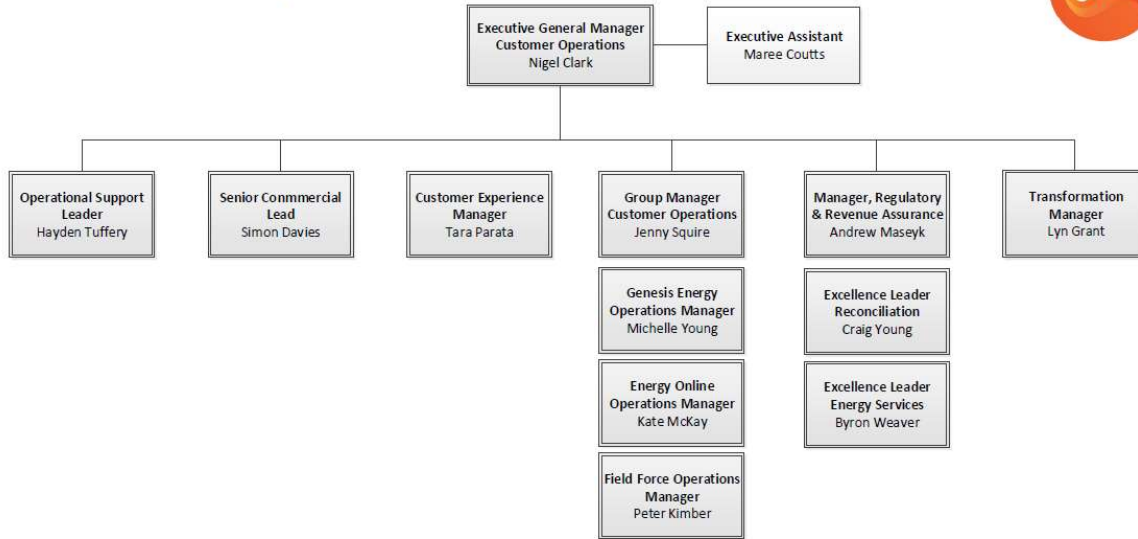 Executive General Manager
Customer Operations
Nigel Clark
Executive Assistant
Maree Coutts
Operational Support
Leader
Hayden Tuffery
Senior Conmmercial
Lead
Simon Davies
Customer Experience
Manager
Tara Parata
Group Manager
Customer Operations
Jenny Squire
Manager, Regulatory
& Revenue Assurance
Andrew Maseyk
Transformation
Manager
Lyn Grant
Genesis Energy
Operations Manager
Michelle Young
Excellence Leader
Reconciliation
Craig Young
Energy Online
Operations Manager
Kate McKay
Excellence Leader
Energy Services
Byron Weaver
Field Force Operations
Manager
Peter Kimber